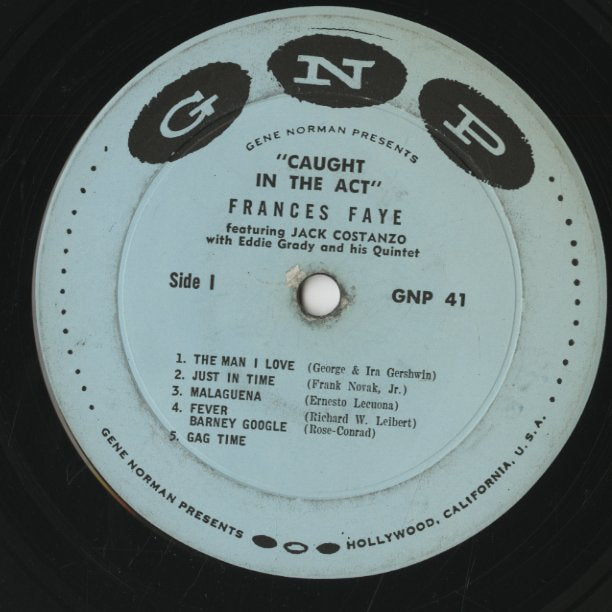 GNP
GENE NORMAN PRESENTS
"CAUGHT
IN THE ACT"
FRANCES FAYE
featuring JACK COSTANZO
with Eddie Grady and his Quintet
Side 1
GNP 41
1. THE MAN I LOVE (George & Ira Gershwin)
2. JUST IN TIME (Frank Novak, Jr.)
3. MALAGUENA (Ernesto Lecuona)
4. FEVER (Richard W. Leibert)
BARNEY GOOGLE (Rose-Conrad)
5. GAG TIME
GENE NORMAN PRESENTS
HOLLYWOOD, CALIFORNIA, U. S. A.